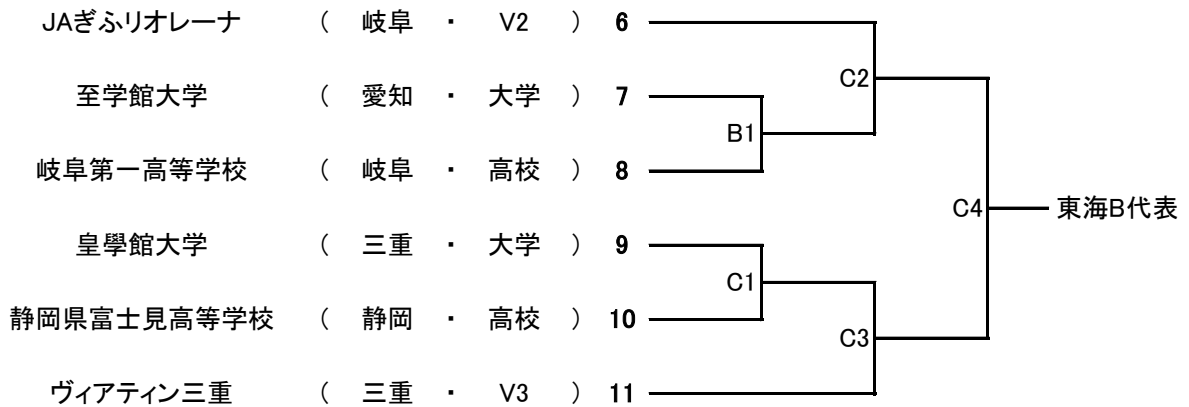 JAぎふリオレーナ ( 岐阜 ・ V2 ) 6
C2
至学館大学 ( 愛知 ・ 大学 ) 7
B1
岐阜第一高等学校 ( 岐阜 ・ 高校 ) 8
C4 東海B代表
皇學館大学 ( 三重 ・ 大学 ) 9
C1
静岡県富士見高等学校 ( 静岡 ・ 高校 ) 10
C3
ヴィアティン三重 ( 三重 ・ V3 ) 11